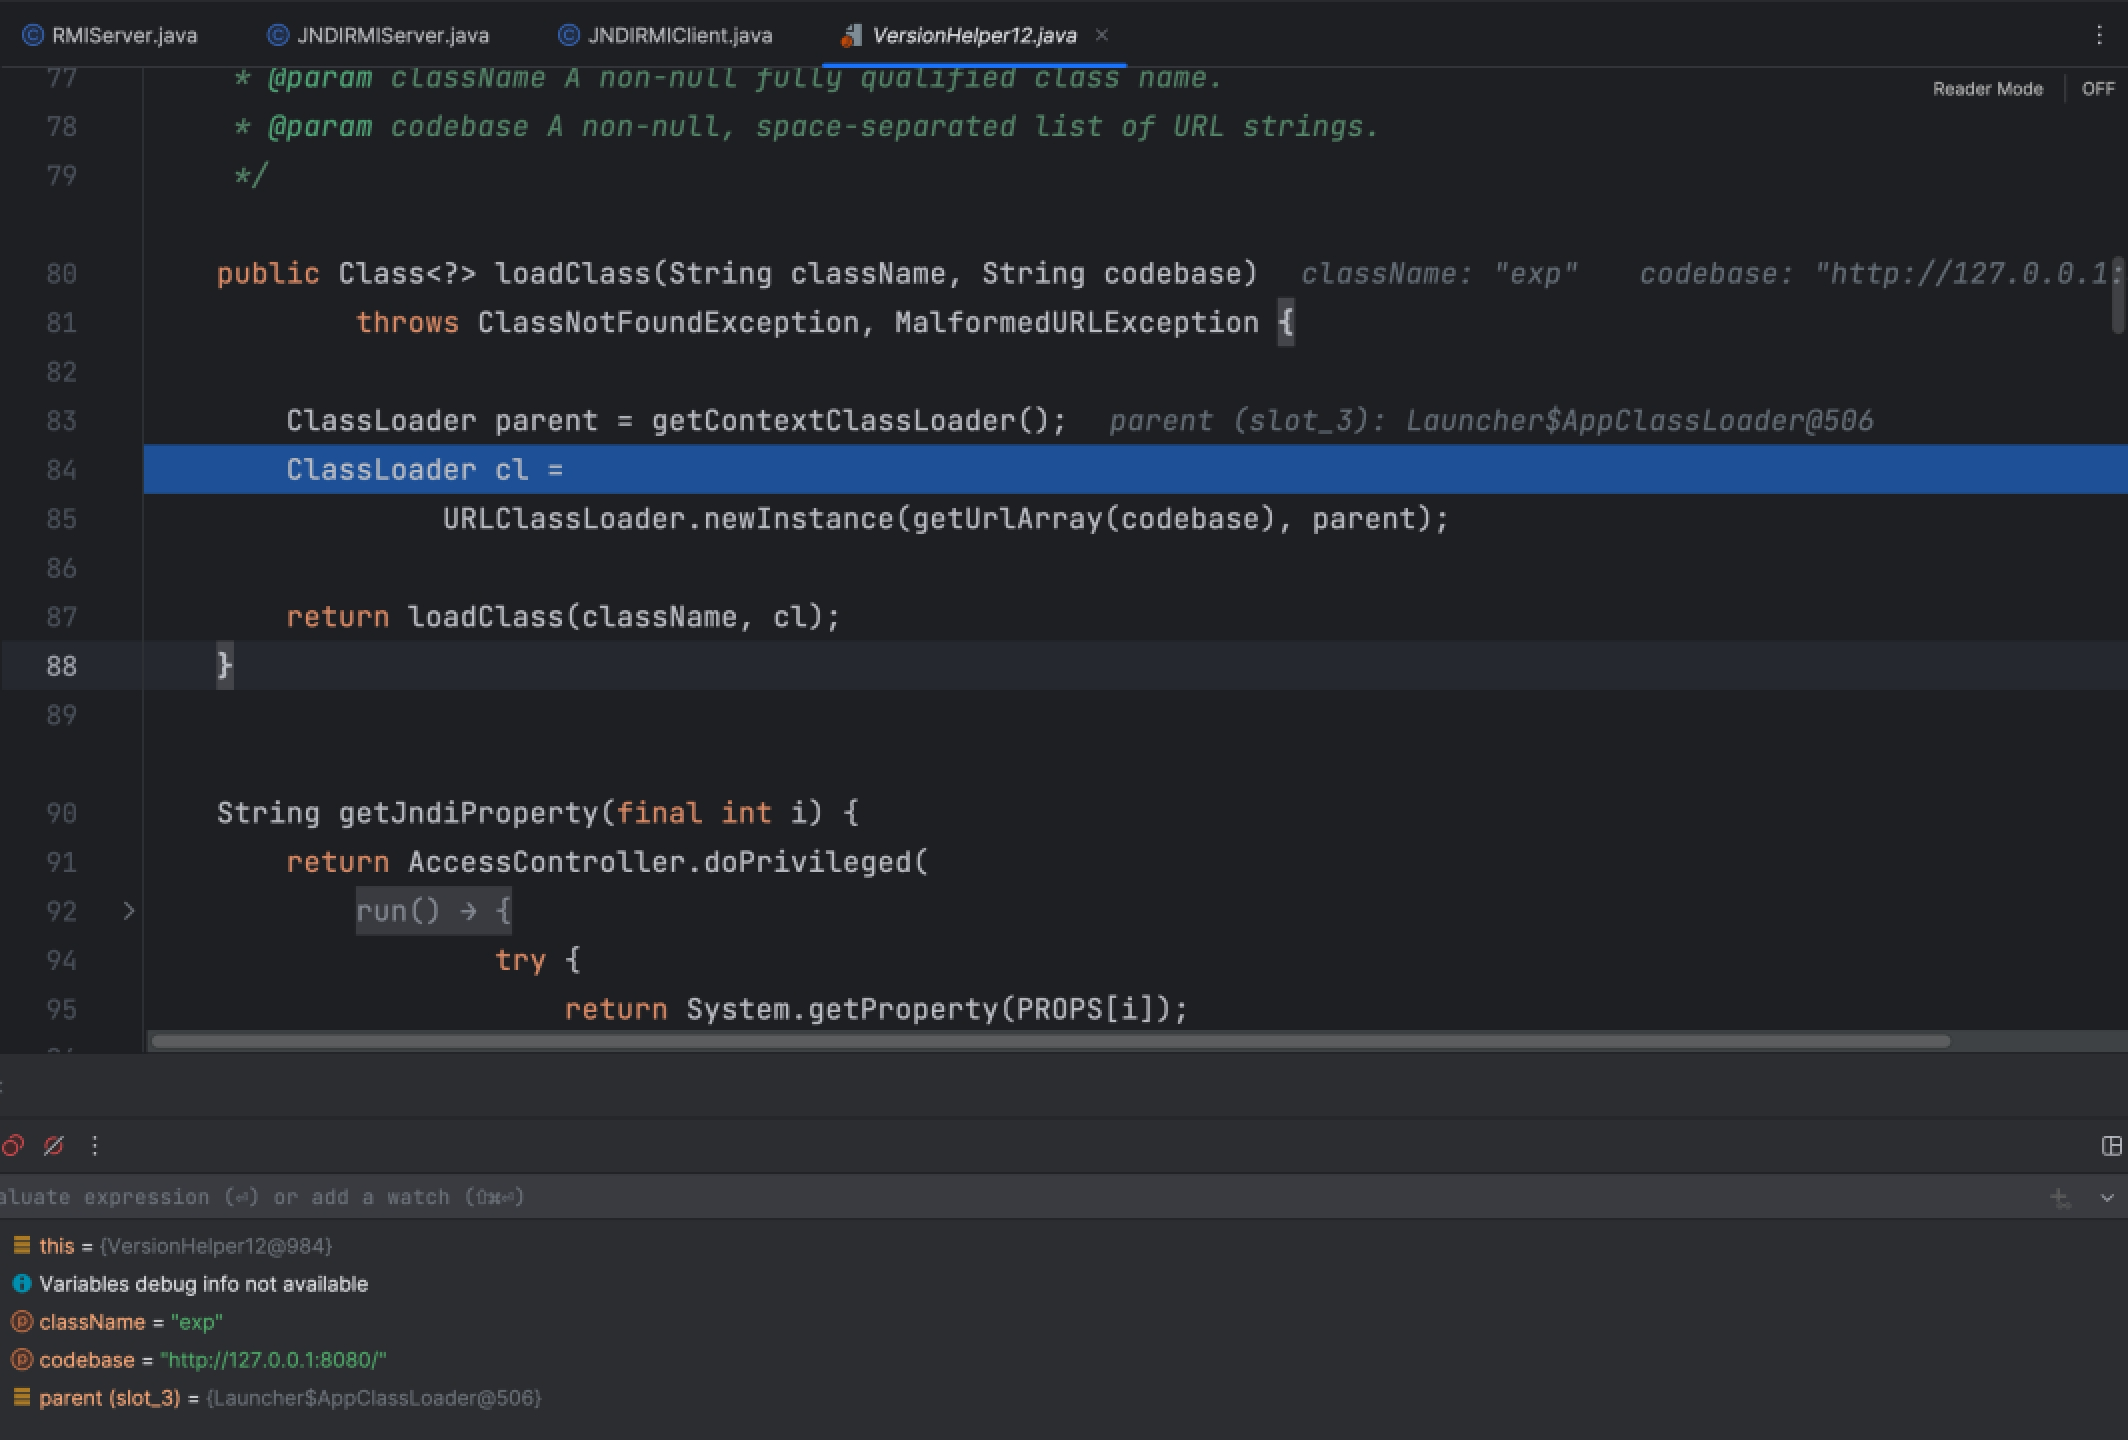 RMIServer.java JNDIRMIServer.java JNDIRMIClient.java VersionHelper12.java
77 * @param className A non-null fully qualified class name.
Reader Mode OFF
78 * @param codebase A non-null, space-separated list of URL strings.
79 */
80 public Class<?> loadClass(String className, String codebase) className: "exp" codebase: "http://127.0.0.1:
81 throws ClassNotFoundException, MalformedURLException {
82
83 ClassLoader parent = getContextClassLoader(); parent (slot_3): Launcher$AppClassLoader@506
84 ClassLoader cl =
85 URLClassLoader.newInstance(getUrlArray(codebase), parent);
86
87 return loadClass(className, cl);
88 }
89
90 String getJndiProperty(final int i) {
91 return AccessController.doPrivileged(
92 run() → {
94 try {
95 return System.getProperty(PROPS[i]);
aluate expression (⏎) or add a watch (⇧⌘⏎)
this = {VersionHelper12@984}
Variables debug info not available
className = "exp"
codebase = "http://127.0.0.1:8080/"
parent (slot_3) = {Launcher$AppClassLoader@506}